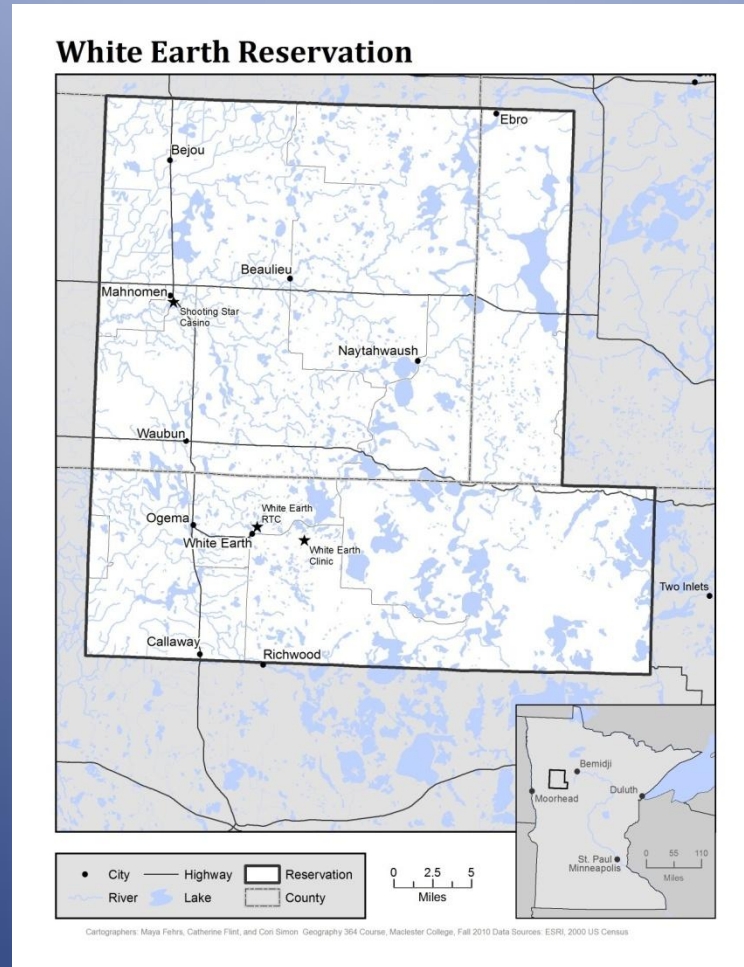 White Earth Reservation
Ebro
Bejou
Beaulieu
Mahnomen
Shooting Star
Casino
Naytahwaush
Waubun
Ogema
White Earth
RTC
White Earth
White Earth
Clinic
Two Inlets
Callaway
Richwood
Bemidji
Moorhead
Duluth
St. Paul
Minneapolis
0 55 110
Miles
City
Highway
Reservation
River
Lake
County
0 2.5 5
Miles
Cartographers: Maya Fehrs, Catherine Flint, and Cori Simon Geography 364 Course, Maclester College, Fall 2010 Data Sources: ESRI, 2000 US Census